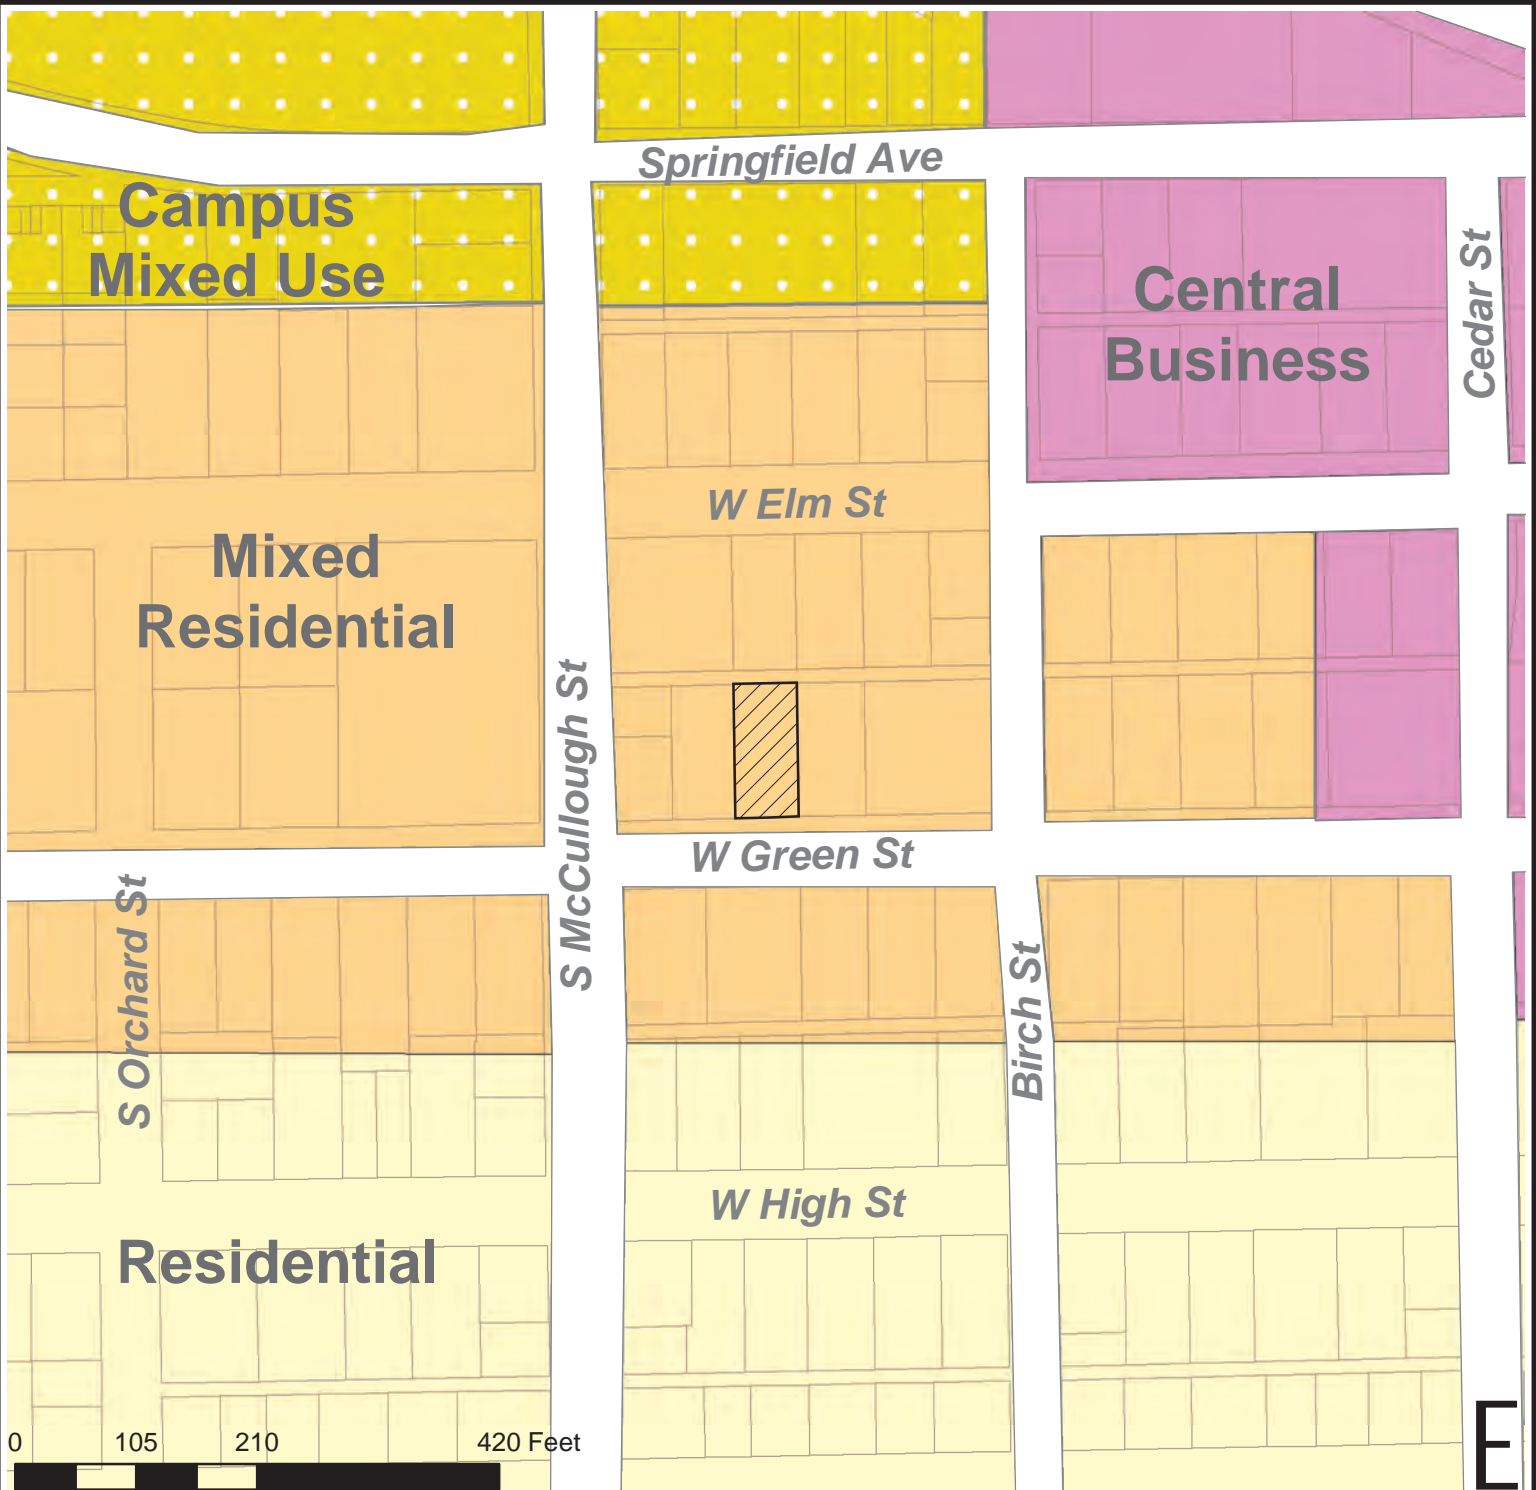 Springfield Ave
Campus
Mixed Use
Central
Business
Cedar St
W Elm St
Mixed
Residential
S McCullough St
W Green St
S Orchard St
Birch St
W High St
Residential
0 105 210 420 Feet
E